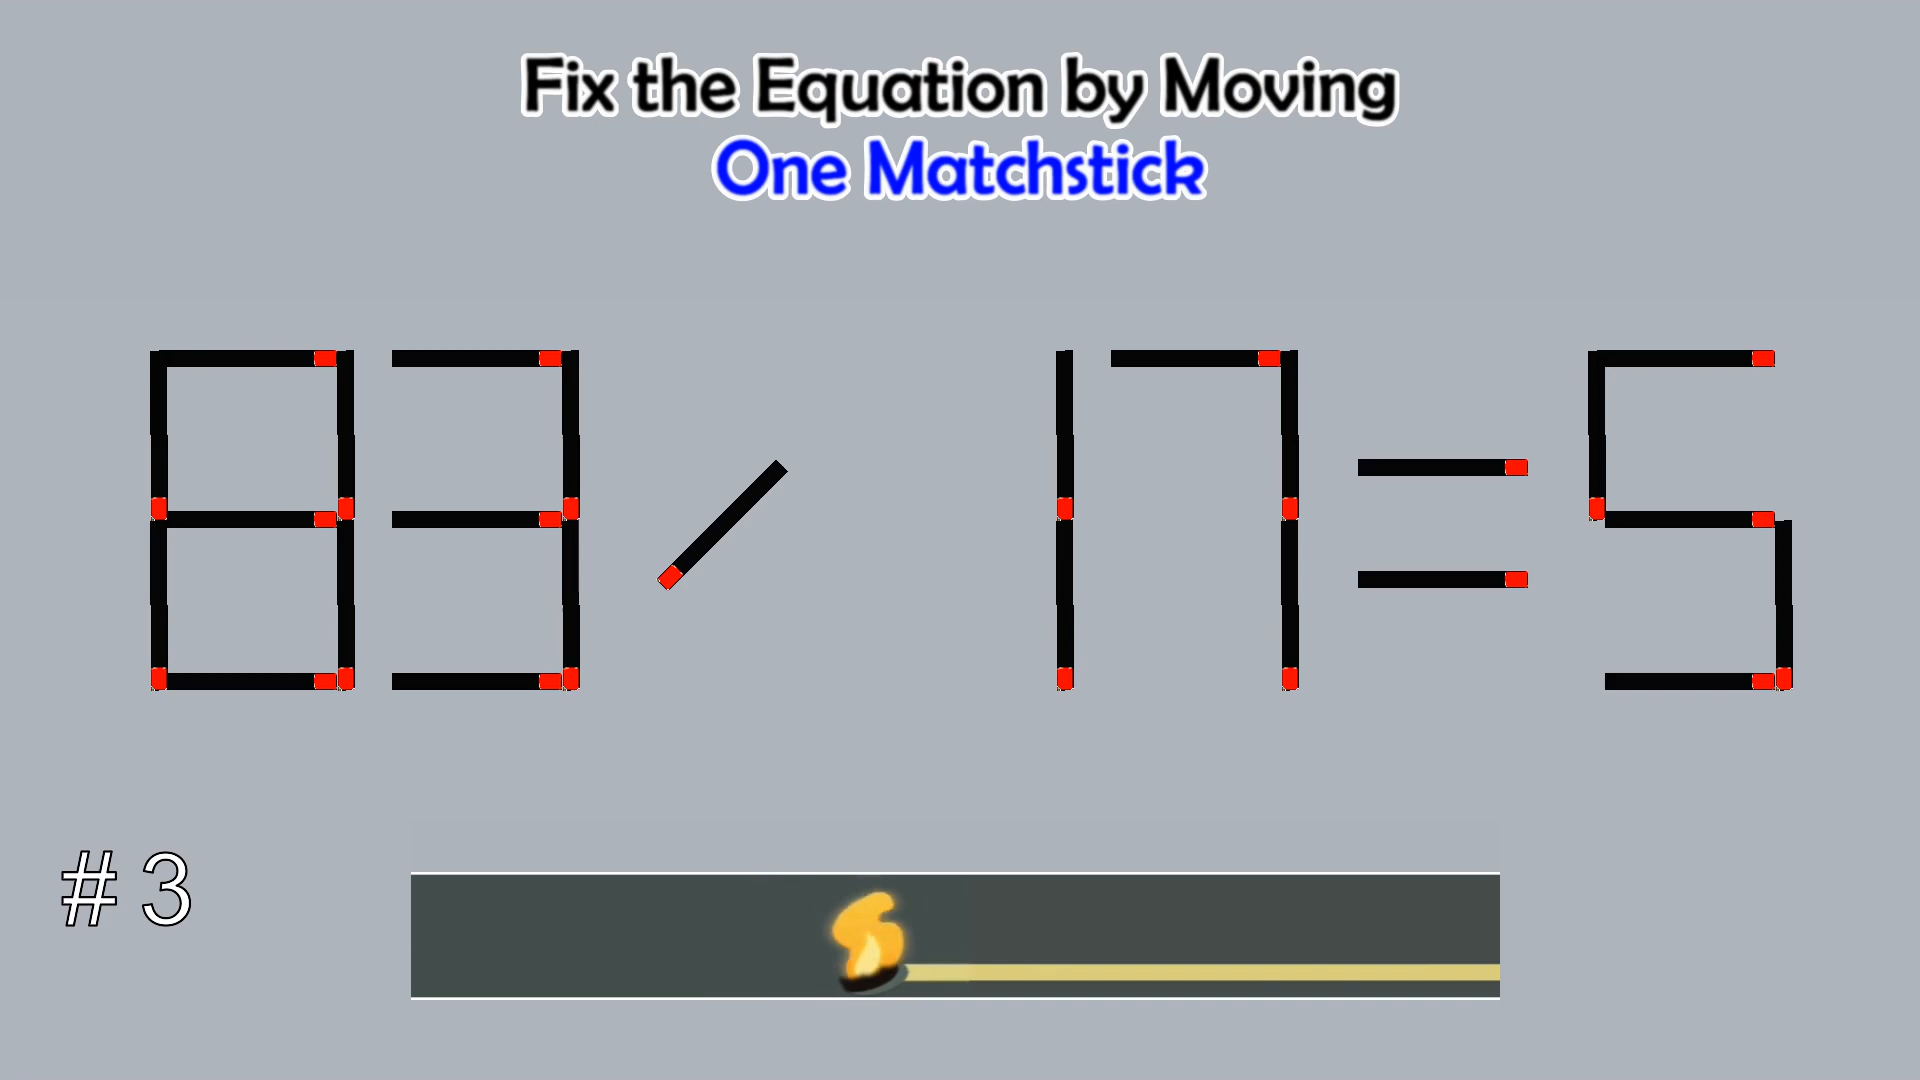 Fix the Equation by Moving
One Matchstick
83 / 17 = 5
# 3